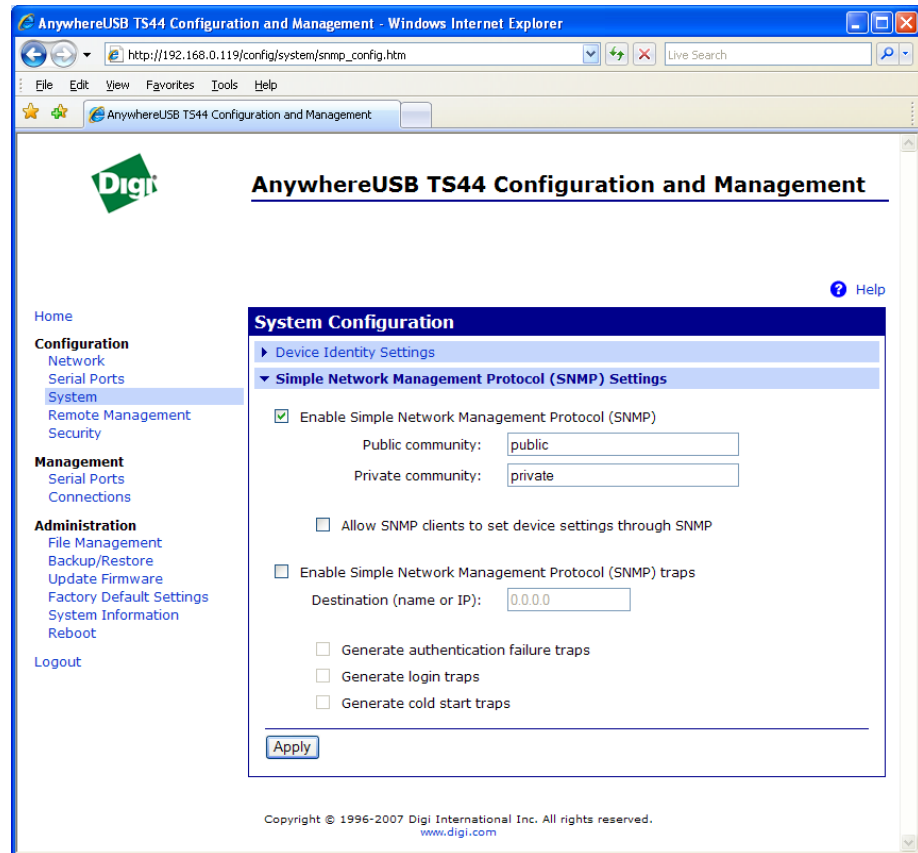 AnywhereUSB TS44 Configuration and Management - Windows Internet Explorer
http://192.168.0.119/config/system/snmp_config.htm
Live Search
File Edit View Favorites Tools Help
AnywhereUSB TS44 Configuration and Management
Digi
AnywhereUSB TS44 Configuration and Management
? Help
Home
Configuration
Network
Serial Ports
System
Remote Management
Security
Management
Serial Ports
Connections
Administration
File Management
Backup/Restore
Update Firmware
Factory Default Settings
System Information
Reboot
Logout
System Configuration
Device Identity Settings
Simple Network Management Protocol (SNMP) Settings
Enable Simple Network Management Protocol (SNMP)
Public community: public
Private community: private
Allow SNMP clients to set device settings through SNMP
Enable Simple Network Management Protocol (SNMP) traps
Destination (name or IP): 0.0.0.0
Generate authentication failure traps
Generate login traps
Generate cold start traps
Apply
Copyright © 1996-2007 Digi International Inc. All rights reserved.
www.digi.com